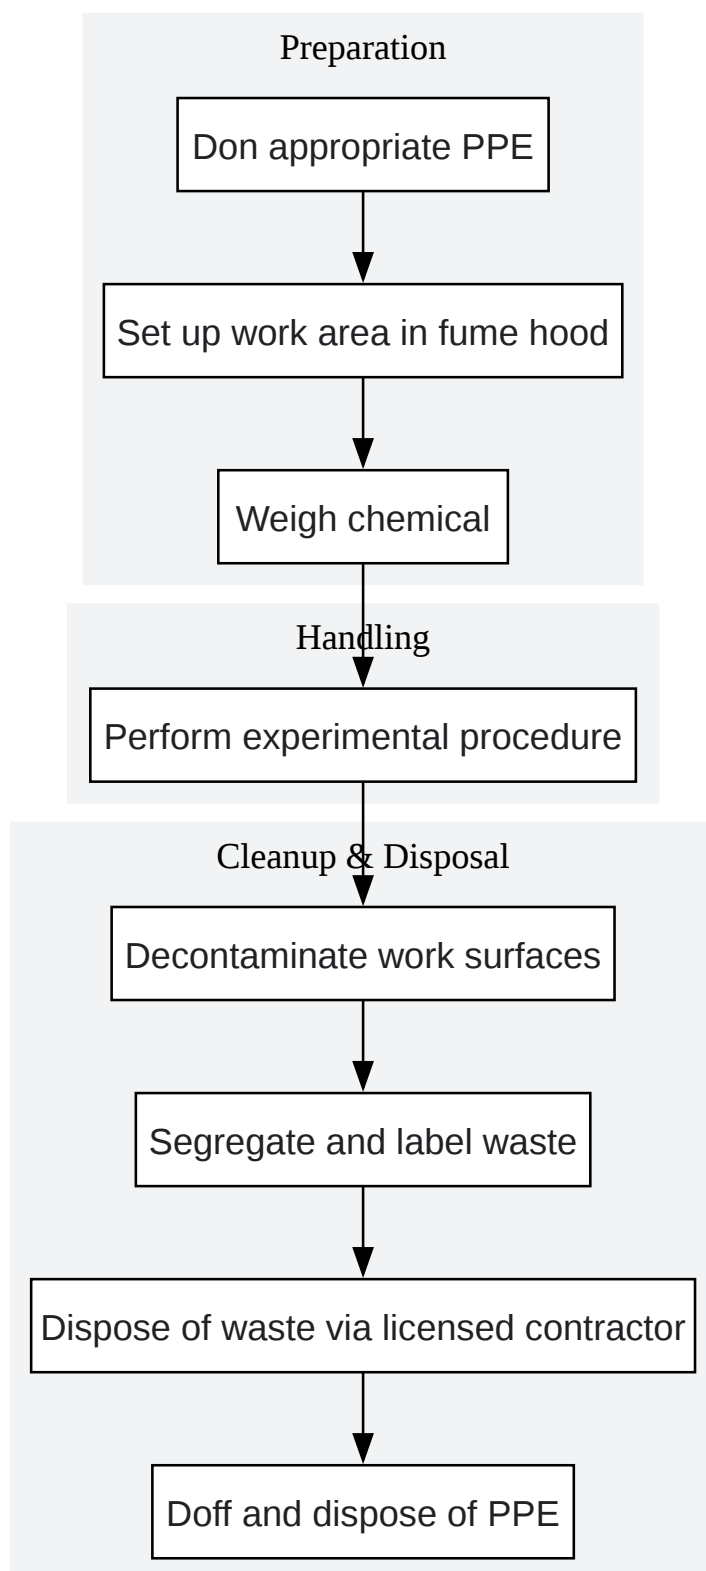 Preparation
Don appropriate PPE
Set up work area in fume hood
Weigh chemical
Handling
Perform experimental procedure
Cleanup & Disposal
Decontaminate work surfaces
Segregate and label waste
Dispose of waste via licensed contractor
Doff and dispose of PPE